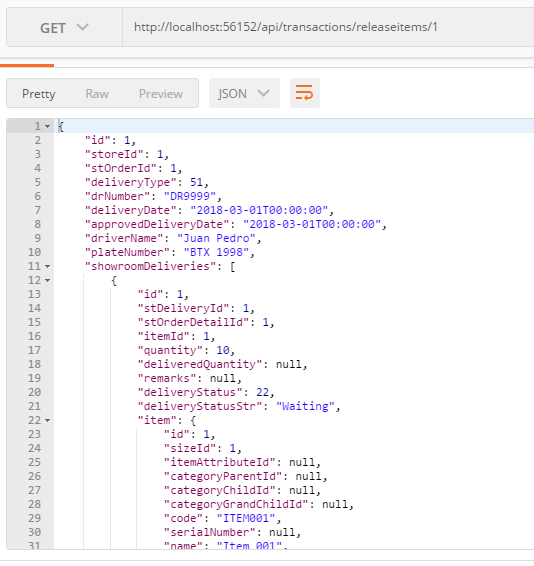 GET http://localhost:56152/api/transactions/releaseitems/1
Pretty Raw Preview JSON
1 {
2 "id": 1,
3 "storeId": 1,
4 "stOrderId": 1,
5 "deliveryType": 51,
6 "drNumber": "DR9999",
7 "deliveryDate": "2018-03-01T00:00:00",
8 "approvedDeliveryDate": "2018-03-01T00:00:00",
9 "driverName": "Juan Pedro",
10 "plateNumber": "BTX 1998",
11 "showroomDeliveries": [
12 {
13 "id": 1,
14 "stDeliveryId": 1,
15 "stOrderDetailId": 1,
16 "itemId": 1,
17 "quantity": 10,
18 "deliveredQuantity": null,
19 "remarks": null,
20 "deliveryStatus": 22,
21 "deliveryStatusStr": "Waiting",
22 "item": {
23 "id": 1,
24 "sizeId": 1,
25 "itemAttributeId": null,
26 "categoryParentId": null,
27 "categoryChildId": null,
28 "categoryGrandChildId": null,
29 "code": "ITEM001",
30 "serialNumber": null,
31 "name": "Item 001",